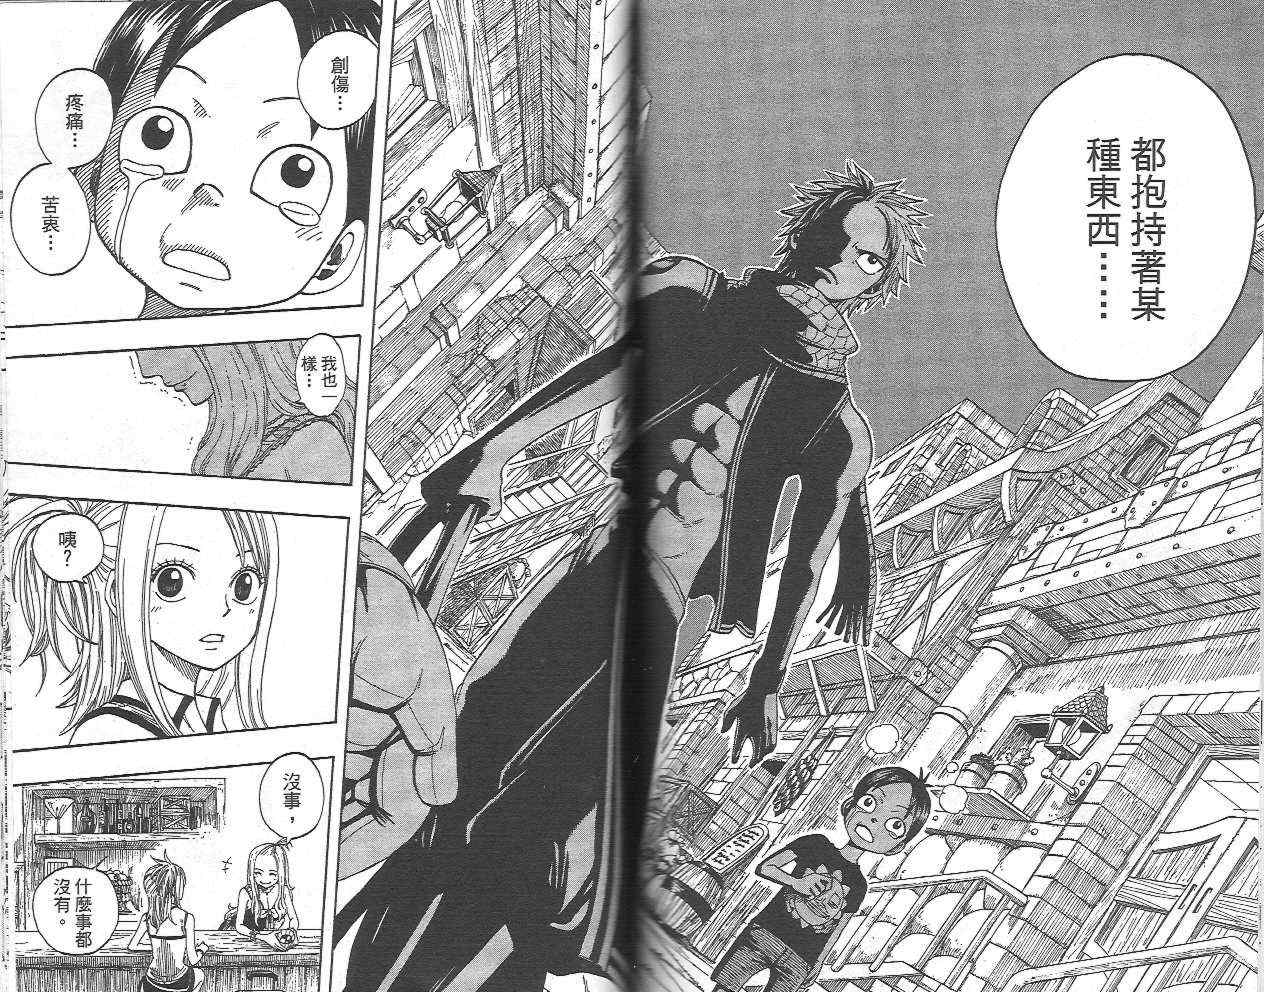 都抱持著某
種東西……
創傷…
疼痛…
苦衷…
我也一
樣…
咦?
沒事，
什麼事都
沒有。